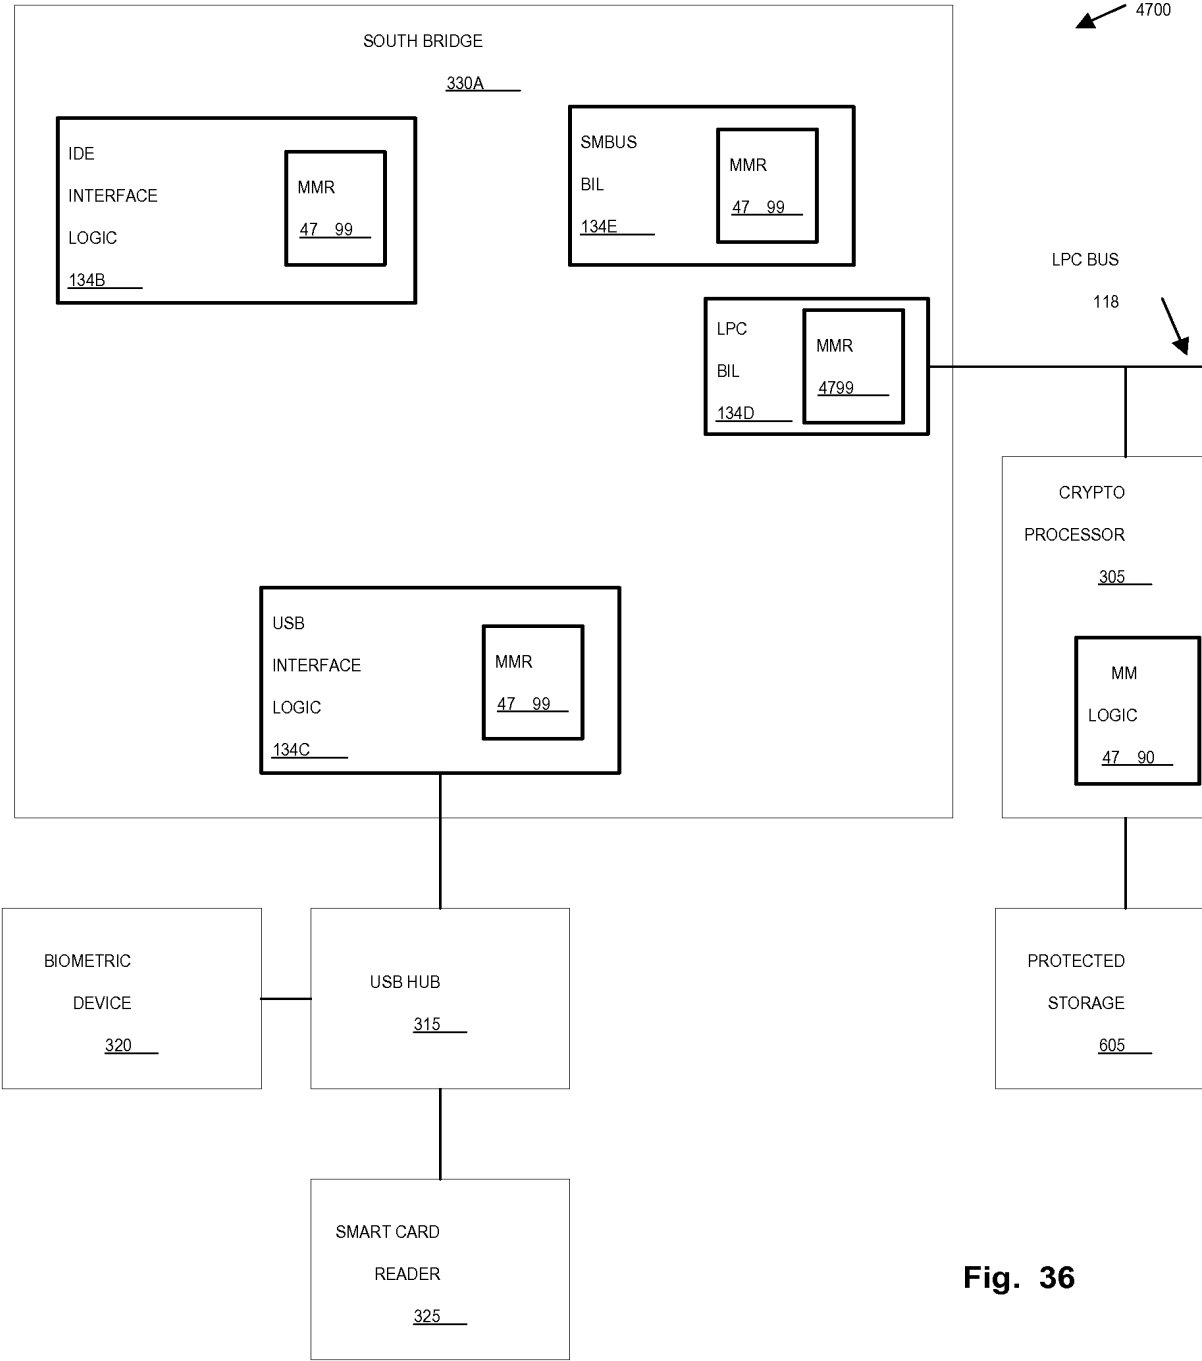 4700
SOUTH BRIDGE
330A
IDE
INTERFACE
LOGIC
134B
MMR
47 99
SMBUS
BIL
134E
MMR
47 99
LPC BUS
118
LPC
BIL
134D
MMR
4799
CRYPTO
PROCESSOR
305
MM
LOGIC
47 90
USB
INTERFACE
LOGIC
134C
MMR
47 99
BIOMETRIC
DEVICE
320
USB HUB
315
PROTECTED
STORAGE
605
SMART CARD
READER
325
Fig. 36